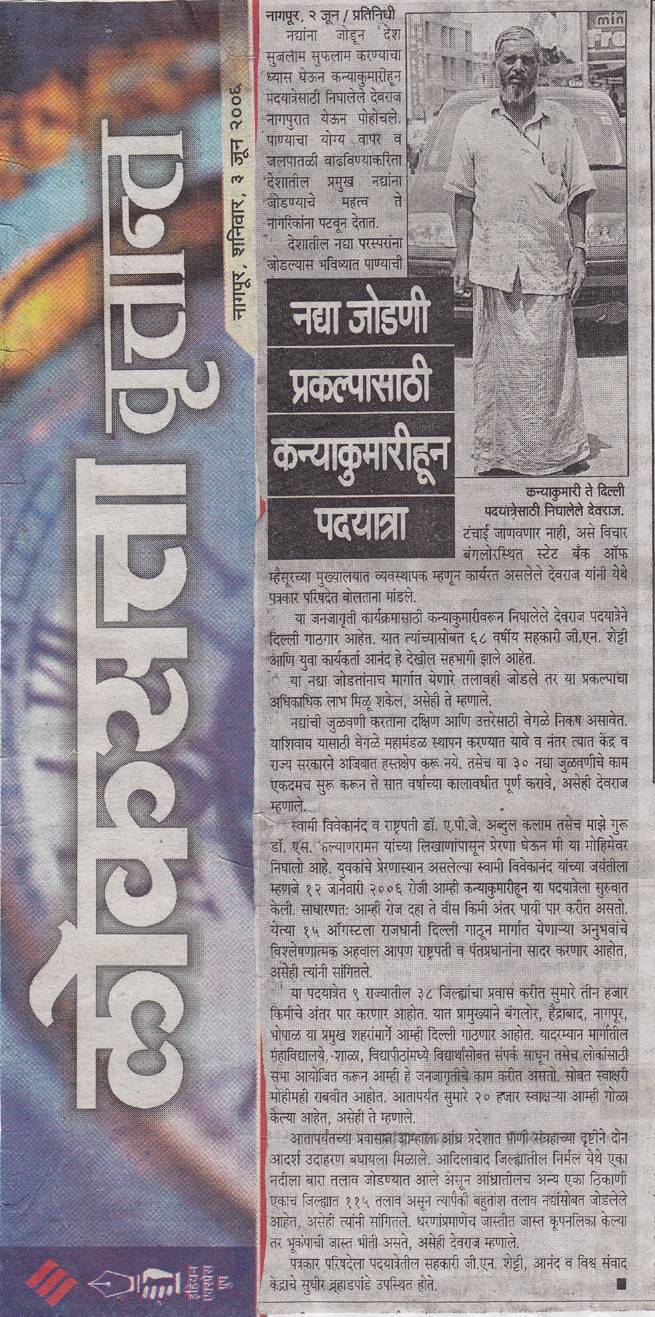 लोकसत्ता वृत्तान्त
नागपूर, शनिवार, ३ जून २००६
इंडियन
एक्स्प्रेस
ग्रुप
नागपूर, २ जून / प्रतिनिधी
नद्यांना जोडून 'देश
सुजलाम सुफलाम करण्याचा
ध्यास घेऊन कन्याकुमारीहून
पदयात्रेसाठी निघालेले देवराज
नागपुरात येऊन पोहोचले.
पाण्याचा योग्य वापर व
जलपातळी वाढविण्याकरिता
देशातील प्रमुख नद्यांना
जोडण्याचे महत्व ते
नागरिकांना पटवून देतात.
देशातील नद्या परस्परांना
जोडल्यास भविष्यात पाण्याची
min
Fre
नद्या जोडणी
प्रकल्पासाठी
कन्याकुमारीहून
पदयात्रा
कन्याकुमारी ते दिल्ली
पदयात्रेसाठी निघालेले देवराज.
टंचाई जाणवणार नाही, असे विचार
बंगलोरस्थित स्टेट बँक ऑफ
म्हैसूरच्या मुख्यालयात व्यवस्थापक म्हणून कार्यरत असलेले देवराज यांनी येथे
पत्रकार परिषदेत बोलताना मांडले.
या जनजागृती कार्यक्रमासाठी कन्याकुमारीवरून निघालेले देवराज पदयात्रेने
दिल्ली गाठणार आहेत. यात त्यांच्यासोबत ६८ वर्षीय सहकारी जी.एन. शेट्टी
आणि युवा कार्यकर्ता आनंद हे देखील सहभागी झाले आहेत.
या नद्या जोडतांनाच मार्गात येणारे तलावही जोडले तर या प्रकल्पाचा
अधिकाधिक लाभ मिळू शकेल, असेही ते म्हणाले.
नद्यांची जुळवणी करताना दक्षिण आणि उत्तरेसाठी वेगळे निकष असावेत.
याशिवाय यासाठी वेगळे महामंडळ स्थापन करण्यात यावे व नंतर त्यात केंद्र व
राज्य सरकारने अजिबात हस्तक्षेप करू नये. तसेच या ३० नद्या जुळवणीचे काम
एकदमच सुरू करून ते सात वर्षाच्या कालावधीत पूर्ण करावे, असेही देवराज
म्हणाले.
स्वामी विवेकानंद व राष्ट्रपती डॉ. ए.पी.जे. अब्दुल कलाम तसेच माझे गुरू
डॉ. एस. कल्याणरामन यांच्या लिखाणांपासून प्रेरणा घेऊन मी या मोहिमेवर
निघालो आहे. युवकांचे प्रेरणास्थान असलेल्या स्वामी विवेकानंद यांच्या जयंतीला
म्हणजे १२ जानेवारी २००६ रोजी आम्ही कन्याकुमारीहून या पदयात्रेला सुरुवात
केली. साधारणत: आम्ही रोज दहा ते वीस किमी अंतर पायी पार करीत असतो.
येत्या १५ ऑगस्टला राजधानी दिल्ली गाठून मार्गात येणाऱ्या अनुभवांचे
विश्लेषणात्मक अहवाल आपण राष्ट्रपती व पंतप्रधानांना सादर करणार आहोत,
असेही त्यांनी सांगितले.
या पदयात्रेत ९ राज्यातील ३८ जिल्ह्यांचा प्रवास करीत सुमारे तीन हजार
किमीचे अंतर पार करणार आहोत. यात प्रामुख्याने बंगलोर, हैद्राबाद, नागपूर,
भोपाळ या प्रमुख शहरांमार्गे आम्ही दिल्ली गाठणार आहोत. यादरम्यान मार्गातील
महाविद्यालये, शाळा, विद्यापीठांमध्ये विद्यार्थांसोबत संपर्क साधून तसेच लोकांसाठी
सभा आयोजित करून आम्ही हे जनजागृतीचे काम करीत असतो. सोबत स्वाक्षरी
मोहीमही राबवीत आहोत. आतापर्यंत सुमारे २० हजार स्वाक्षऱ्या आम्ही गोळा
केल्या आहेत, असेही ते म्हणाले.
आतापर्यंतच्या प्रवासात आम्हाला आंध्र प्रदेशात पाणी संग्रहाच्या दृष्टीने दोन
आदर्श उदाहरण बघायला मिळाले. आदिलाबाद जिल्ह्यातील निर्मल येथे एका
नदीला बारा तलाव जोडण्यात आले असून आंध्रातीलच अन्य एका ठिकाणी
एकाच जिल्ह्यात ११५ तलाव असून त्यापैकी बहुतांश तलाव नद्यांसोबत जोडलेले
आहेत, असेही त्यांनी सांगितले. धरणांप्रमाणेच जास्तीत जास्त कूपनलिका केल्या
तर भूकंपाची जास्त भीती असते, असेही देवराज म्हणाले.
पत्रकार परिषदेला पदयात्रेतील सहकारी जी.एन. शेट्टी, आनंद व विश्व संवाद
केंद्राचे सुधीर वऱ्हाडपांडे उपस्थित होते.